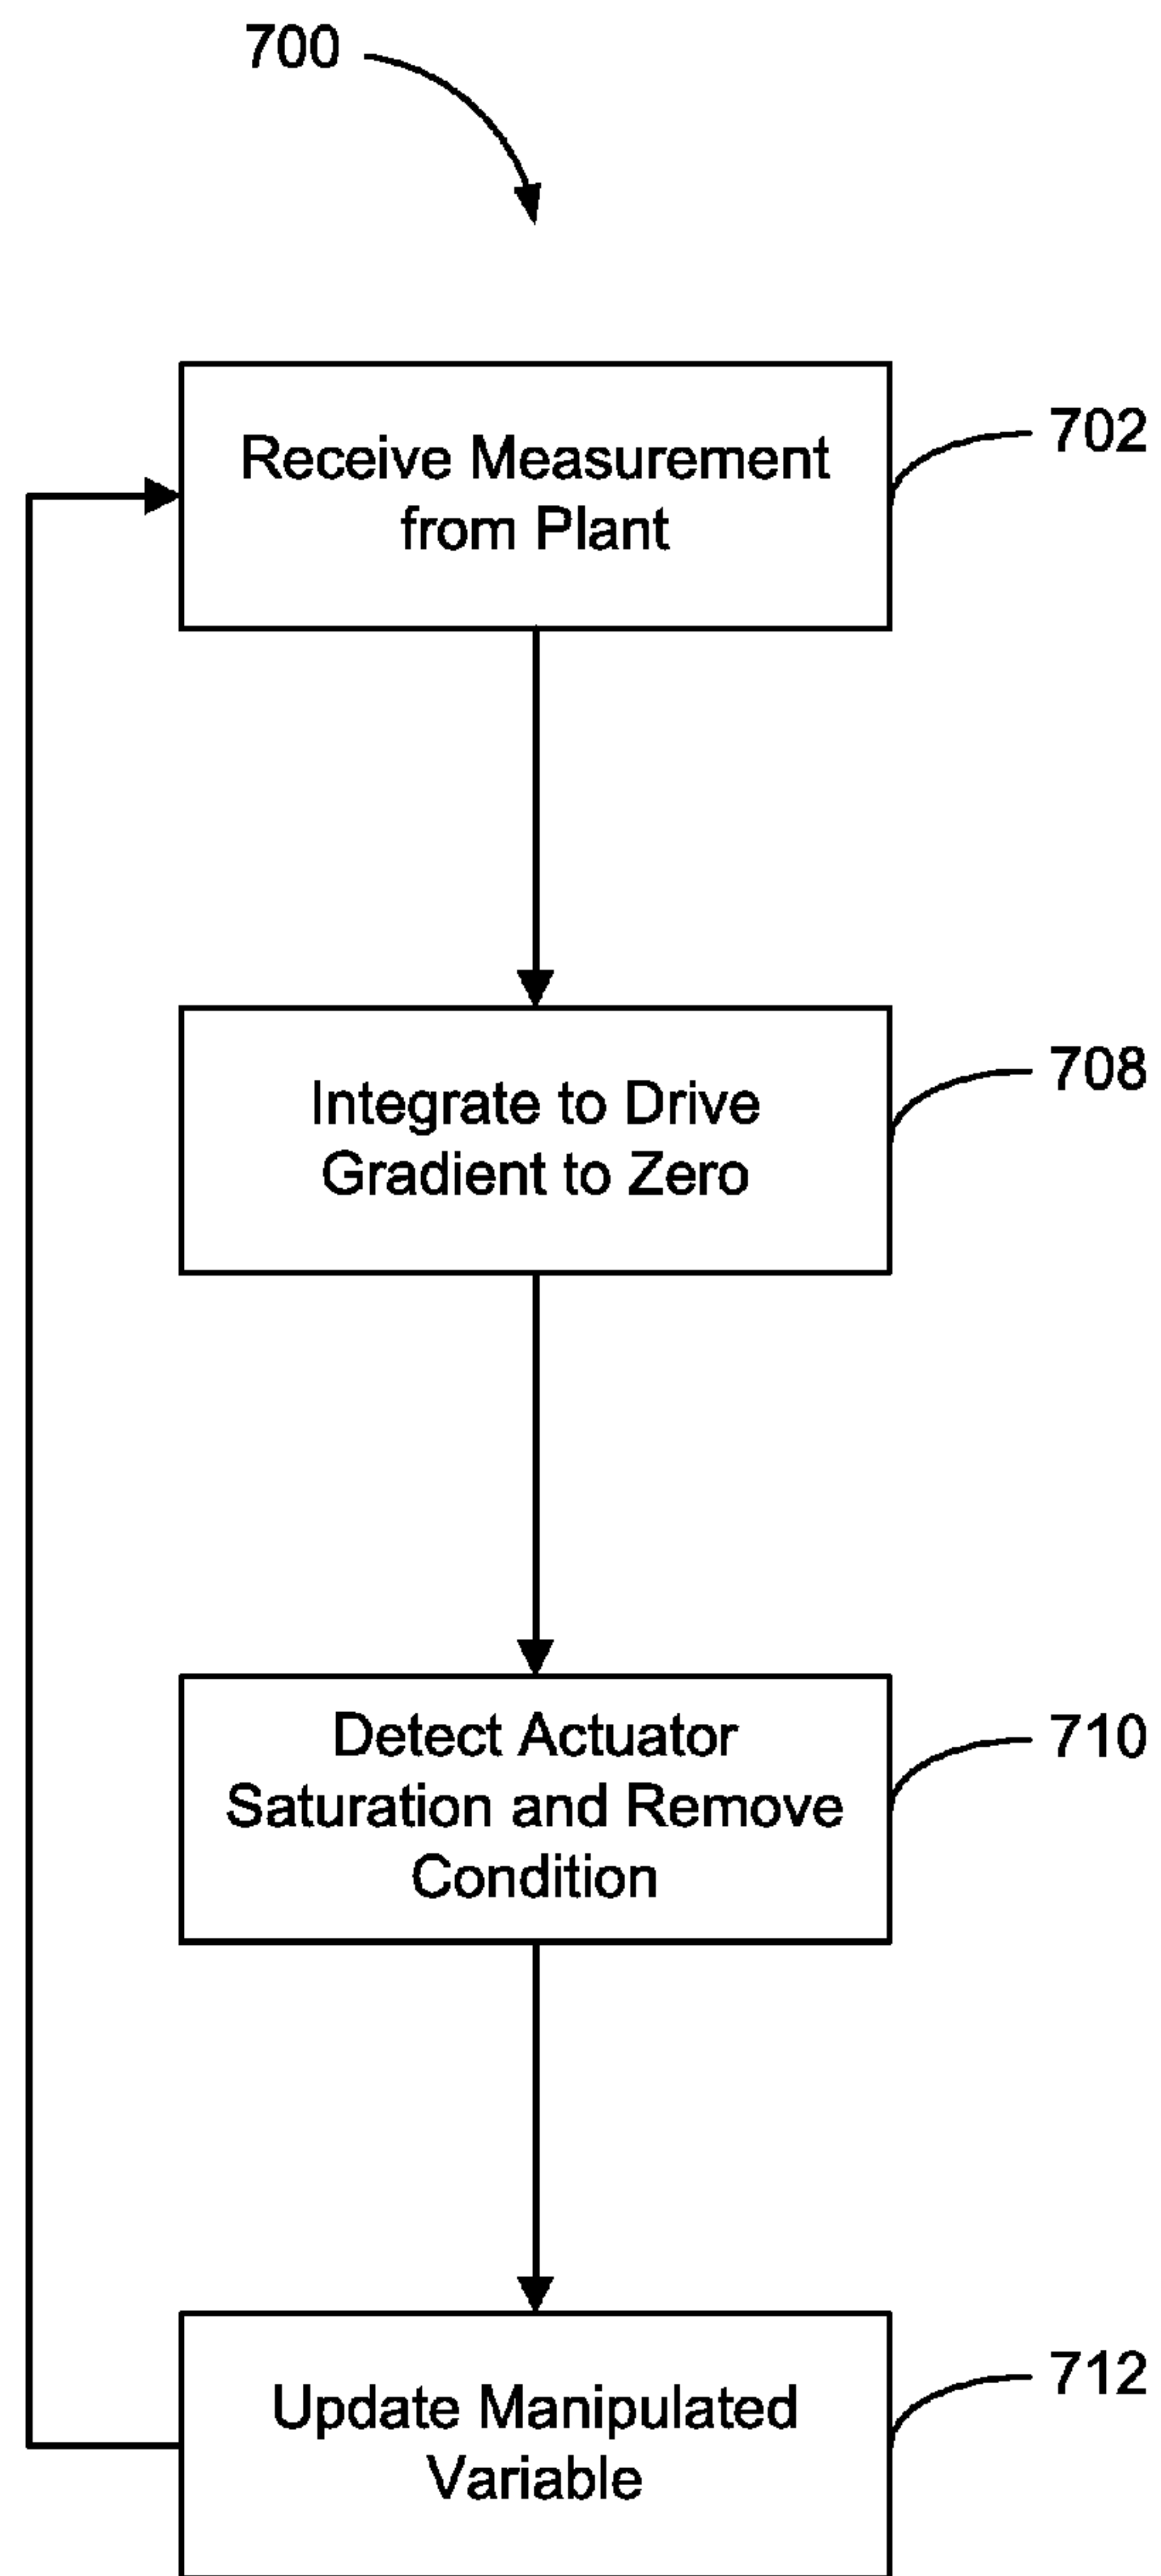 700
Receive Measurement
from Plant
702
Integrate to Drive
Gradient to Zero
708
Detect Actuator
Saturation and Remove
Condition
710
Update Manipulated
Variable
712